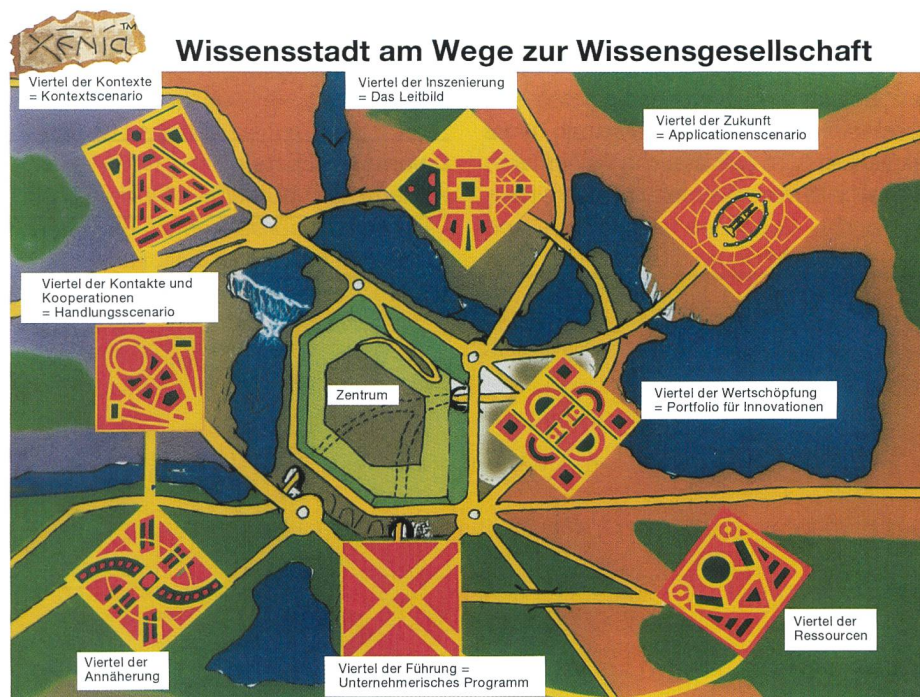 XENIA™
Wissensstadt am Wege zur Wissensgesellschaft
Viertel der Kontexte
= Kontextscenario
Viertel der Inszenierung
= Das Leitbild
Viertel der Zukunft
= Applicationenscenario
Viertel der Kontakte und
Kooperationen
= Handlungsscenario
Zentrum
Viertel der Wertschöpfung
= Portfolio für Innovationen
Viertel der
Annäherung
Viertel der Führung =
Unternehmerisches Programm
Viertel der
Ressourcen